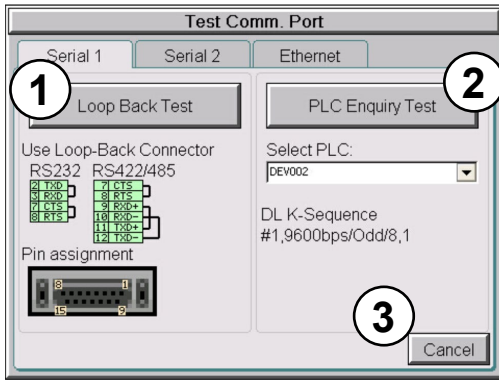 Test Comm. Port
Serial 1
Serial 2
Ethernet
1
2
Loop Back Test
PLC Enquiry Test
Use Loop-Back Connector
RS232 RS422/485
2 TXD
3 RXD
7 CTS
8 RTS
7 CTS
8 RTS
9 RXD+
10 RXD-
11 TXD+
12 TXD-
Pin assignment
8 1
15 9
Select PLC:
DEV002
DL K-Sequence
#1,9600bps/Odd/8,1
3
Cancel